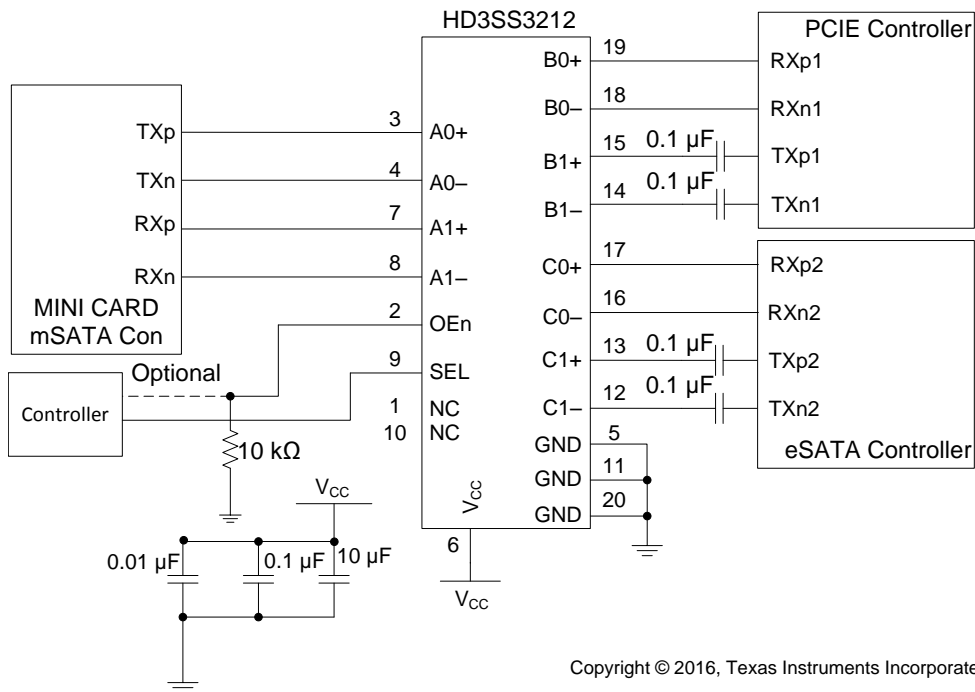 HD3SS3212
MINI CARD
mSATA Con
TXp
TXn
RXp
RXn
3
4
7
8
2
9
1
10
A0+
A0–
A1+
A1–
OEn
SEL
NC
NC
Optional
Controller
10 kΩ
VCC
0.01 µF
0.1 µF
10 µF
VCC
6
VCC
B0+
B0–
B1+
B1–
C0+
C0–
C1+
C1–
GND
GND
GND
19
18
15
14
17
16
13
12
5
11
20
0.1 µF
0.1 µF
0.1 µF
0.1 µF
PCIE Controller
RXp1
RXn1
TXp1
TXn1
RXp2
RXn2
TXp2
TXn2
eSATA Controller
Copyright © 2016, Texas Instruments Incorporate